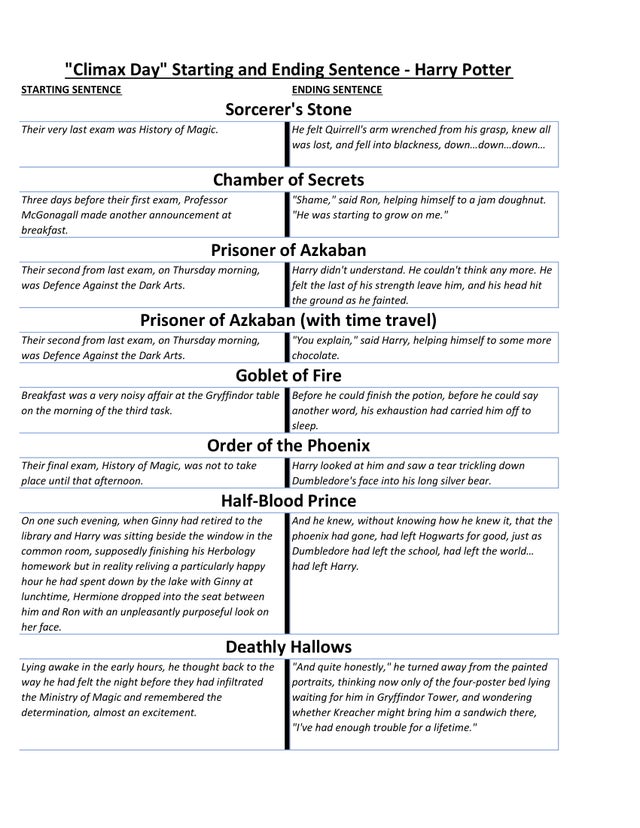 "Climax Day" Starting and Ending Sentence - Harry Potter
STARTING SENTENCE
ENDING SENTENCE
Sorcerer's Stone
Their very last exam was History of Magic.
He felt Quirrell's arm wrenched from his grasp, knew all
was lost, and fell into blackness, down…down…down…
Chamber of Secrets
Three days before their first exam, Professor
McGonagall made another announcement at
breakfast.
"Shame," said Ron, helping himself to a jam doughnut.
"He was starting to grow on me."
Prisoner of Azkaban
Their second from last exam, on Thursday morning,
was Defence Against the Dark Arts.
Harry didn't understand. He couldn't think any more. He
felt the last of his strength leave him, and his head hit
the ground as he fainted.
Prisoner of Azkaban (with time travel)
Their second from last exam, on Thursday morning,
was Defence Against the Dark Arts.
"You explain," said Harry, helping himself to some more
chocolate.
Goblet of Fire
Breakfast was a very noisy affair at the Gryffindor table
on the morning of the third task.
Before he could finish the potion, before he could say
another word, his exhaustion had carried him off to
sleep.
Order of the Phoenix
Their final exam, History of Magic, was not to take
place until that afternoon.
Harry looked at him and saw a tear trickling down
Dumbledore's face into his long silver bear.
Half-Blood Prince
On one such evening, when Ginny had retired to the
library and Harry was sitting beside the window in the
common room, supposedly finishing his Herbology
homework but in reality reliving a particularly happy
hour he had spent down by the lake with Ginny at
lunchtime, Hermione dropped into the seat between
him and Ron with an unpleasantly purposeful look on
her face.
And he knew, without knowing how he knew it, that the
phoenix had gone, had left Hogwarts for good, just as
Dumbledore had left the school, had left the world…
had left Harry.
Deathly Hallows
Lying awake in the early hours, he thought back to the
way he had felt the night before they had infiltrated
the Ministry of Magic and remembered the
determination, almost an excitement.
"And quite honestly," he turned away from the painted
portraits, thinking now only of the four-poster bed lying
waiting for him in Gryffindor Tower, and wondering
whether Kreacher might bring him a sandwich there,
"I've had enough trouble for a lifetime."